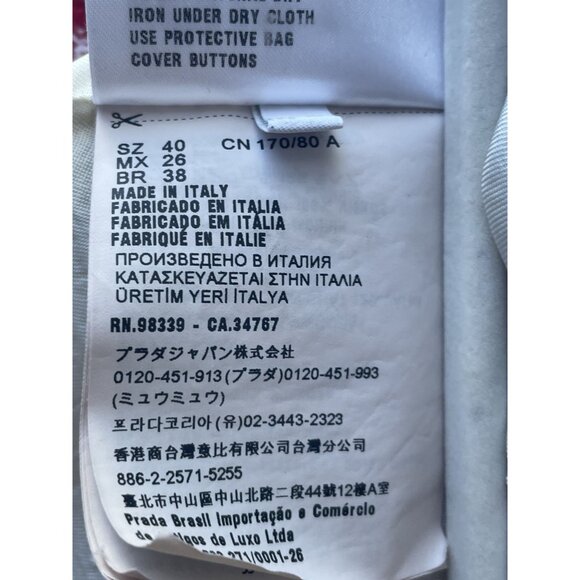 IRON UNDER DRY CLOTH
USE PROTECTIVE BAG
COVER BUTTONS
SZ 40 CN 170/80 A
MX 26
BR 38
MADE IN ITALY
FABRICADO EN ITALIA
FABRICADO EM ITÁLIA
FABRIQUÉ EN ITALIE
ПРОИЗВЕДЕНО В ИТАЛИЯ
ΚΑΤΑΣΚΕΥΑΖΕΤΑΙ ΣΤΗΝ ΙΤΑΛΙΑ
ÜRETİM YERİ İTALYA
RN.98339 - CA.34767
プラダジャパン株式会社
0120-451-913(プラダ)0120-451-993
(ミュウミュウ)
프라다코리아(유)02-3443-2323
香港商台灣意比有限公司台灣分公司
886-2-2571-5255
臺北市中山區中山北路二段44號12樓A室
Prada Brasil Importação e Comércio
de Luxo Ltda
271/0001-26